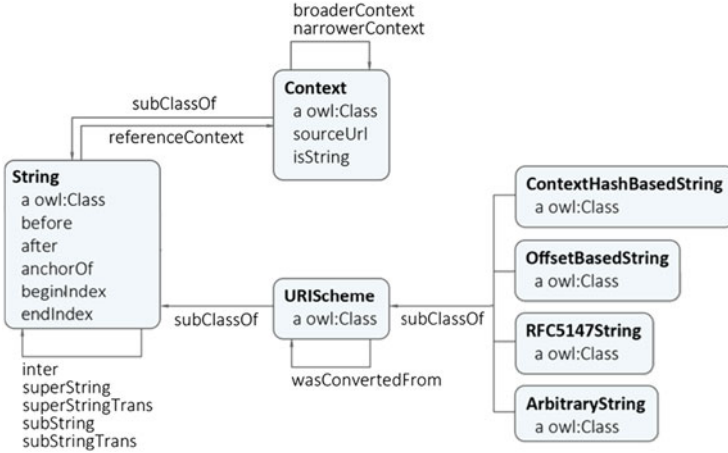 broaderContext
narrowerContext
Context
a owl:Class
sourceUrl
isString
subClassOf
referenceContext
String
a owl:Class
before
after
anchorOf
beginIndex
endIndex
inter
superString
superStringTrans
subString
subStringTrans
subClassOf
URIScheme
a owl:Class
wasConvertedFrom
subClassOf
ContextHashBasedString
a owl:Class
OffsetBasedString
a owl:Class
RFC5147String
a owl:Class
ArbitraryString
a owl:Class